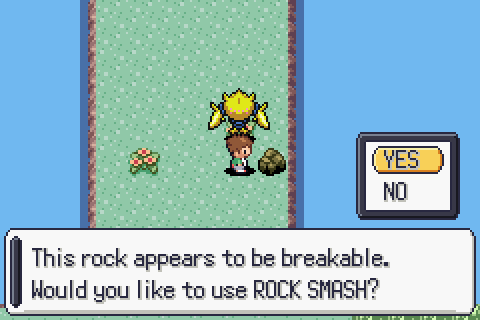 YES
NO
This rock appears to be breakable.
Would you like to use ROCK SMASH?